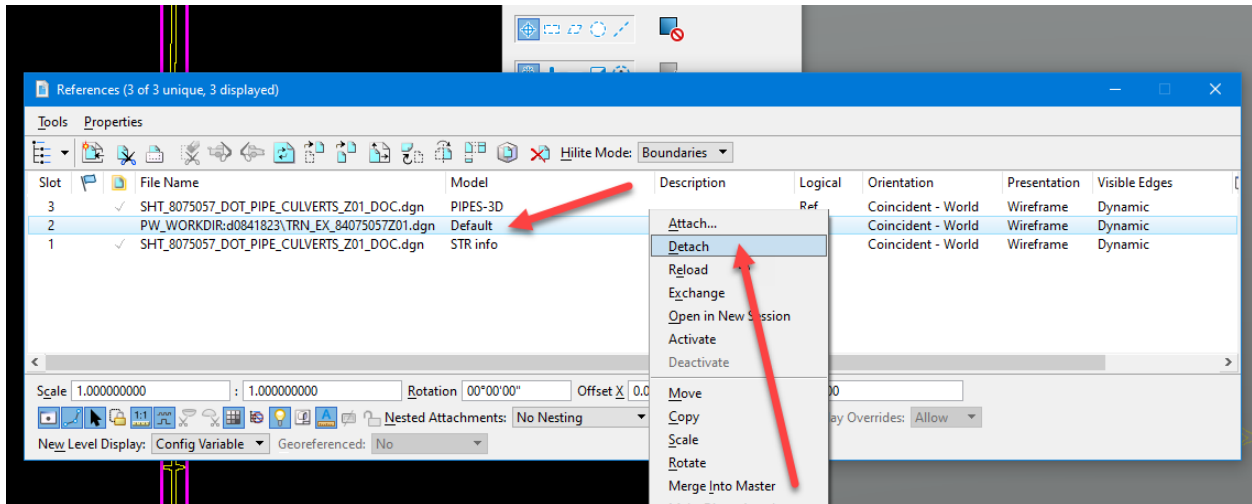 References (3 of 3 unique, 3 displayed)
Tools Properties
Hilite Mode: Boundaries
Slot File Name Model Description Logical Orientation Presentation Visible Edges
3 SHT_8075057_DOT_PIPE_CULVERTS_Z01_DOC.dgn PIPES-3D Ref Coincident - World Wireframe Dynamic
2 PW_WORKDIR:d0841823\TRN_EX_84075057Z01.dgn Default Coincident - World Wireframe Dynamic
1 SHT_8075057_DOT_PIPE_CULVERTS_Z01_DOC.dgn STR info Coincident - World Wireframe Dynamic
Attach...
Detach
Reload
Exchange
Open in New Session
Activate
Deactivate
Move
Copy
Scale
Rotate
Merge Into Master
Scale 1.000000000 : 1.000000000 Rotation 00°00'00" Offset X 0.0
1:1 Nested Attachments: No Nesting Overrides: Allow
New Level Display: Config Variable Georeferenced: No